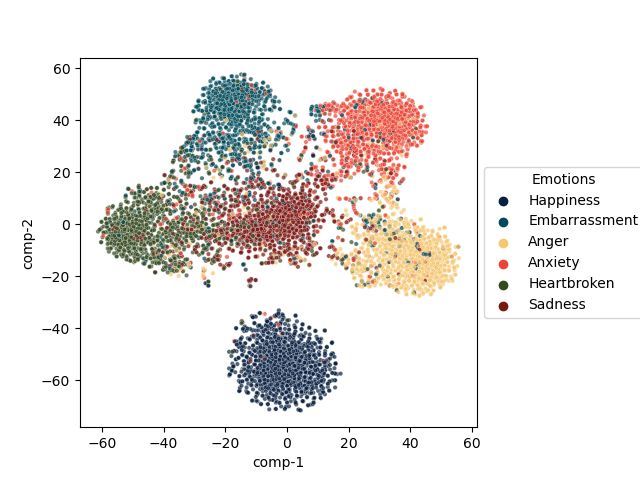 60
40
20
0
−20
−40
−60
comp-2
−60
−40
−20
0
20
40
60
comp-1
Emotions
Happiness
Embarrassment
Anger
Anxiety
Heartbroken
Sadness